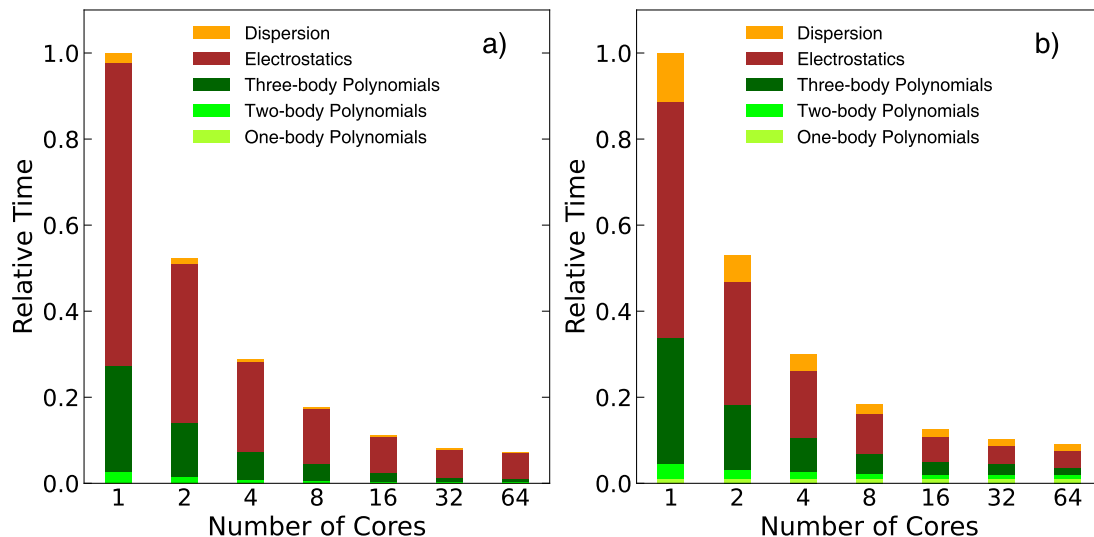 a)
Dispersion
Electrostatics
Three-body Polynomials
Two-body Polynomials
One-body Polynomials
Relative Time
1.0
0.8
0.6
0.4
0.2
0.0
1 2 4 8 16 32 64
Number of Cores
b)
Dispersion
Electrostatics
Three-body Polynomials
Two-body Polynomials
One-body Polynomials
Relative Time
1.0
0.8
0.6
0.4
0.2
0.0
1 2 4 8 16 32 64
Number of Cores